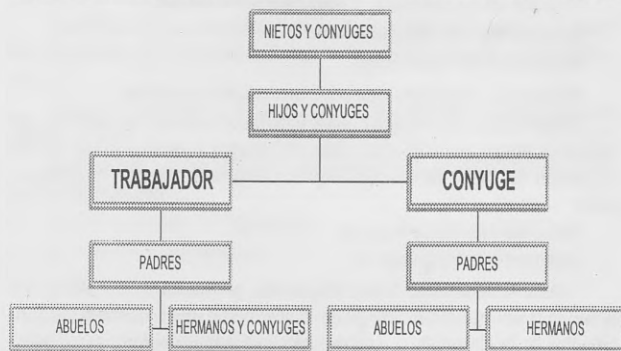 NIETOS Y CONYUGES
HIJOS Y CONYUGES
TRABAJADOR
CONYUGE
PADRES
PADRES
ABUELOS
HERMANOS Y CONYUGES
ABUELOS
HERMANOS